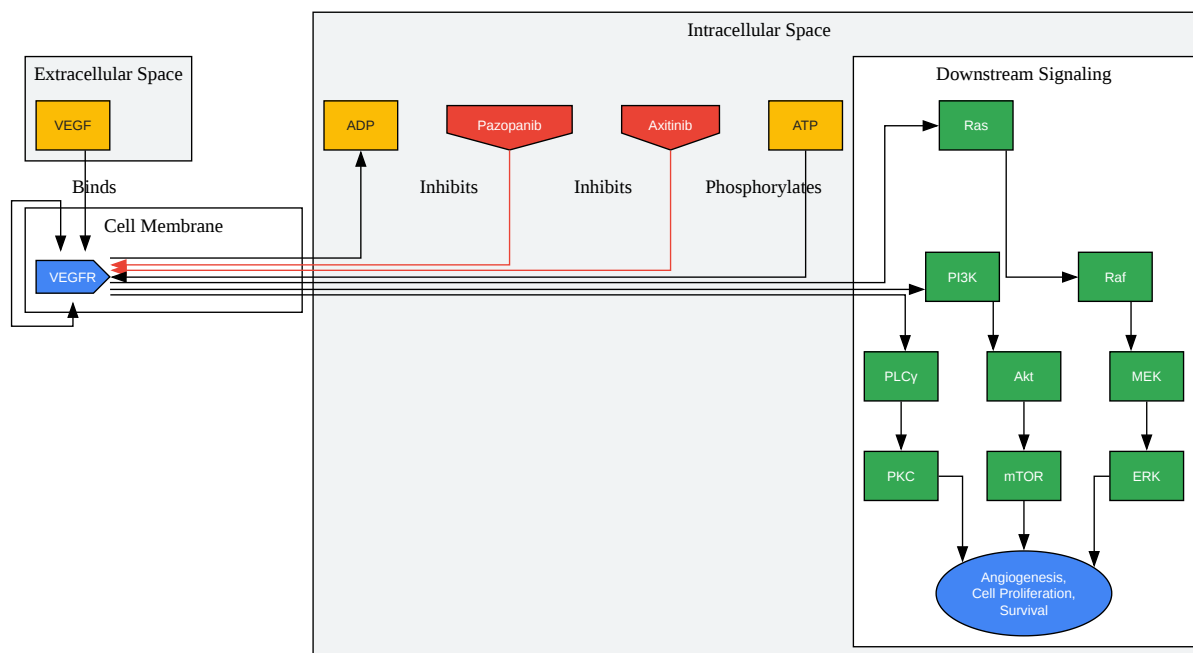 Intracellular Space
Extracellular Space
Downstream Signaling
VEGF
ADP
Pazopanib
Axitinib
ATP
Ras
Binds
Inhibits
Inhibits
Phosphorylates
Cell Membrane
VEGFR
PI3K
Raf
PLCγ
Akt
MEK
PKC
mTOR
ERK
Angiogenesis,
Cell Proliferation,
Survival